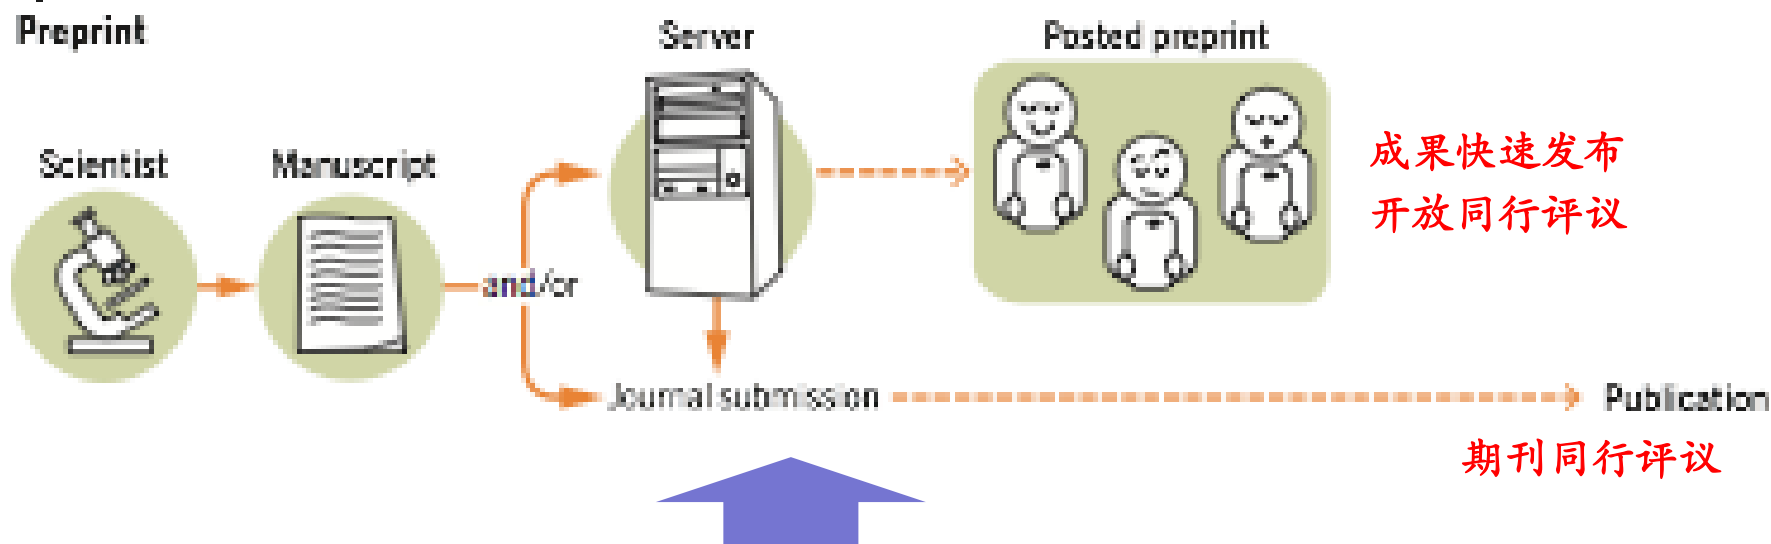 Preprint
Server
Posted preprint
Scientist
Manuscript
成果快速发布
开放同行评议
and/or
Journal submission
Publication
期刊同行评议